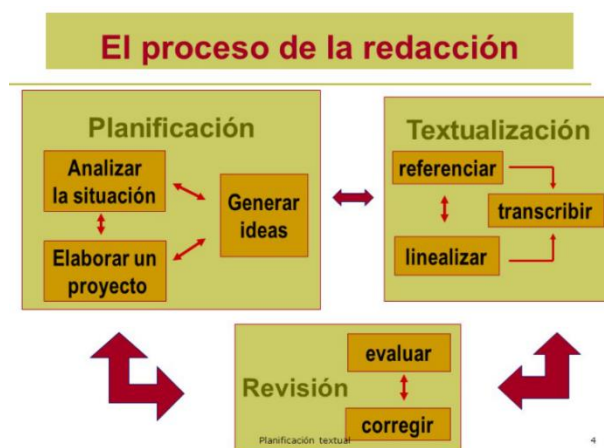 El proceso de la redacción
Planificación
Analizar
la situación
Generar
ideas
Elaborar un
proyecto
Textualización
referenciar
transcribir
linealizar
Revisión
evaluar
corregir
Planificación textual
4